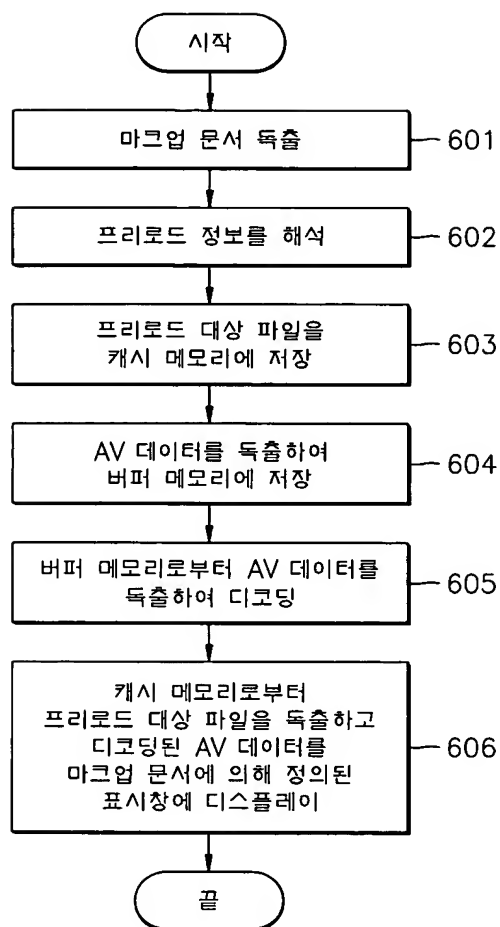 시작
마크업 문서 독출
601
프리로드 정보를 해석
602
프리로드 대상 파일을
캐시 메모리에 저장
603
AV 데이터를 독출하여
버퍼 메모리에 저장
604
버퍼 메모리로부터 AV 데이터를
독출하여 디코딩
605
캐시 메모리로부터
프리로드 대상 파일을 독출하고
디코딩된 AV 데이터를
마크업 문서에 의해 정의된
표시창에 디스플레이
606
끝